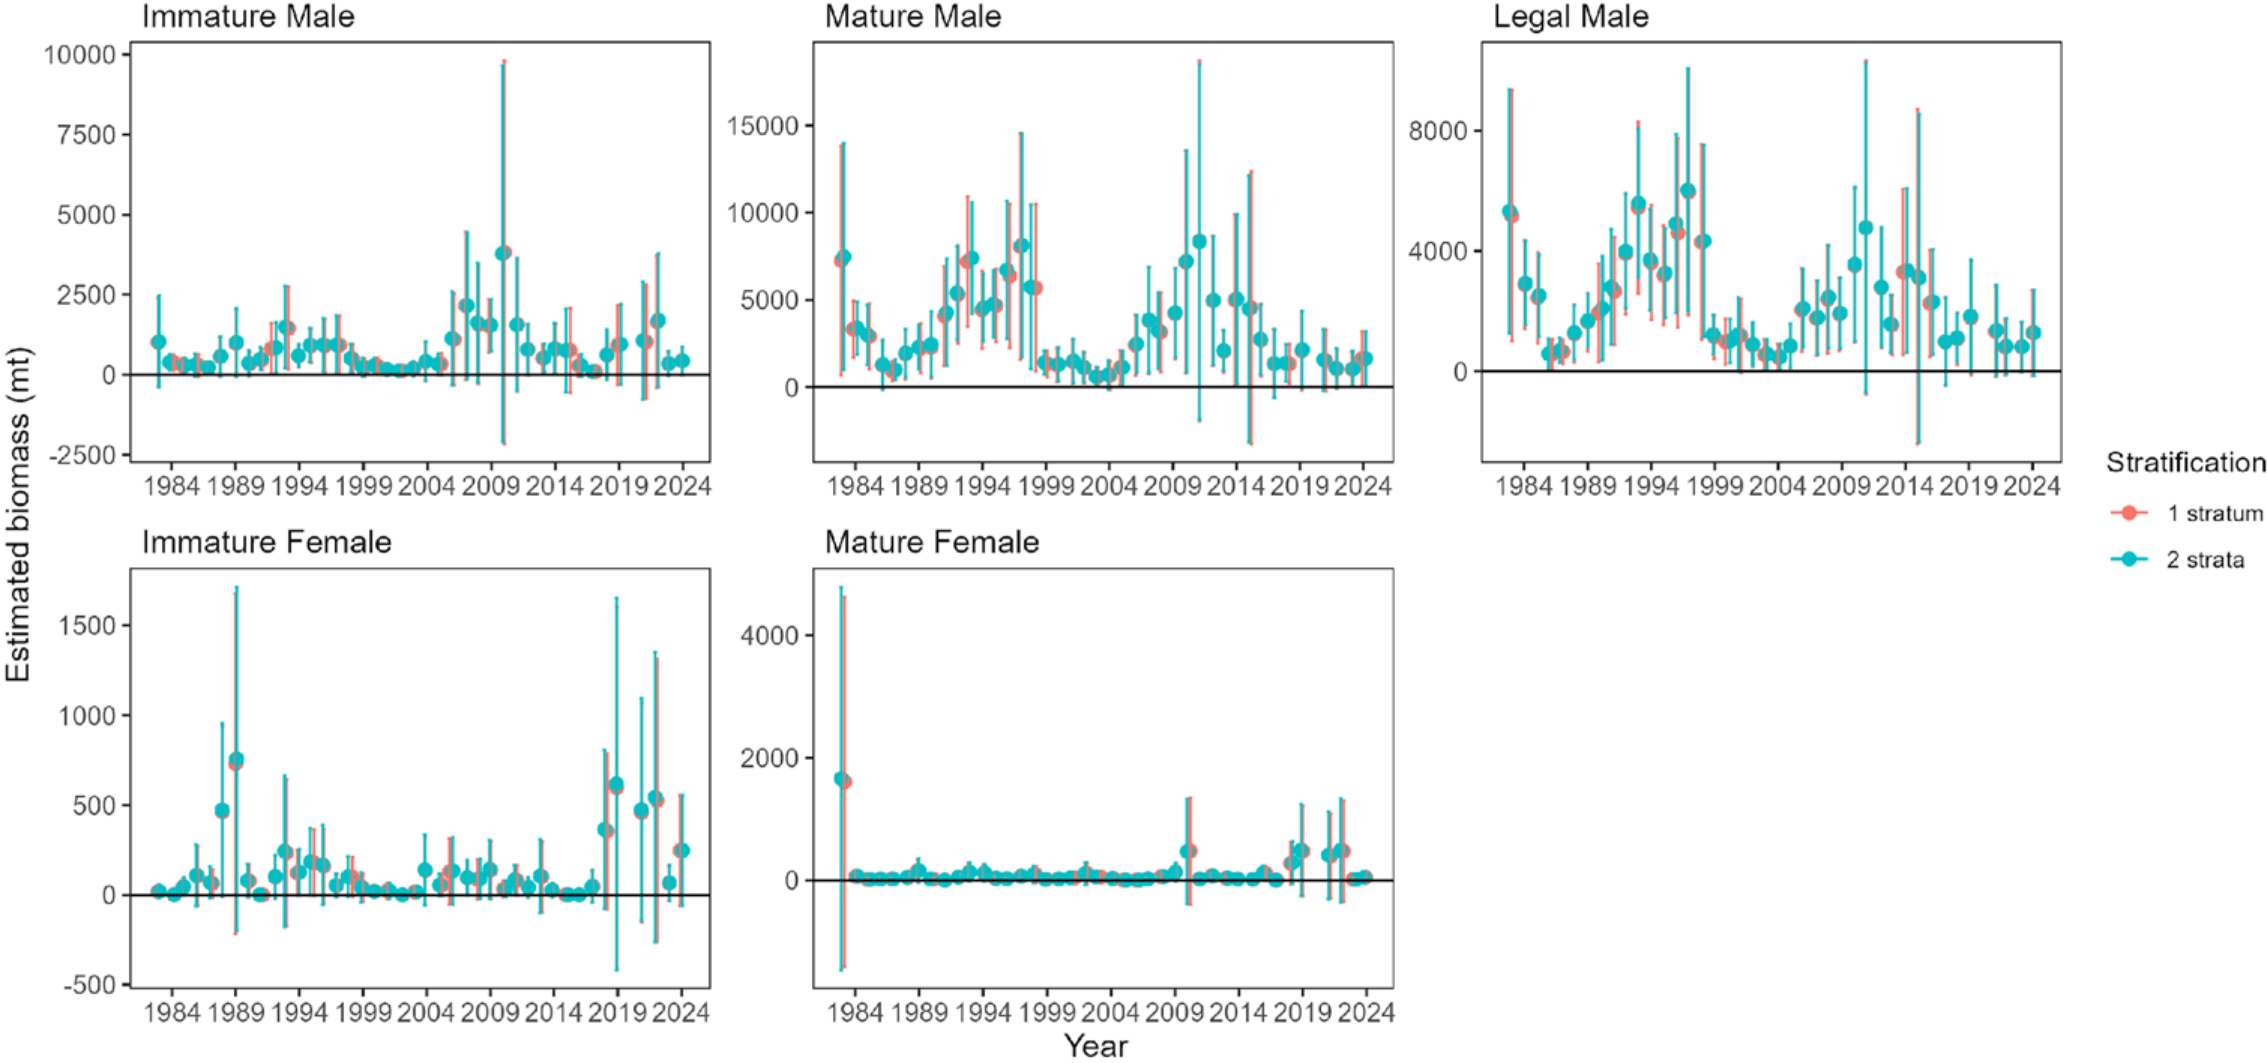 Immature Male
Mature Male
Legal Male
10000
7500
5000
2500
0
-2500
15000
10000
5000
0
8000
4000
0
1984 1989 1994 1999 2004 2009 2014 2019 2024
1984 1989 1994 1999 2004 2009 2014 2019 2024
1984 1989 1994 1999 2004 2009 2014 2019 2024
Estimated biomass (mt)
Immature Female
Mature Female
1500
1000
500
0
-500
4000
2000
0
1984 1989 1994 1999 2004 2009 2014 2019 2024
1984 1989 1994 1999 2004 2009 2014 2019 2024
Year
Stratification
1 stratum
2 strata